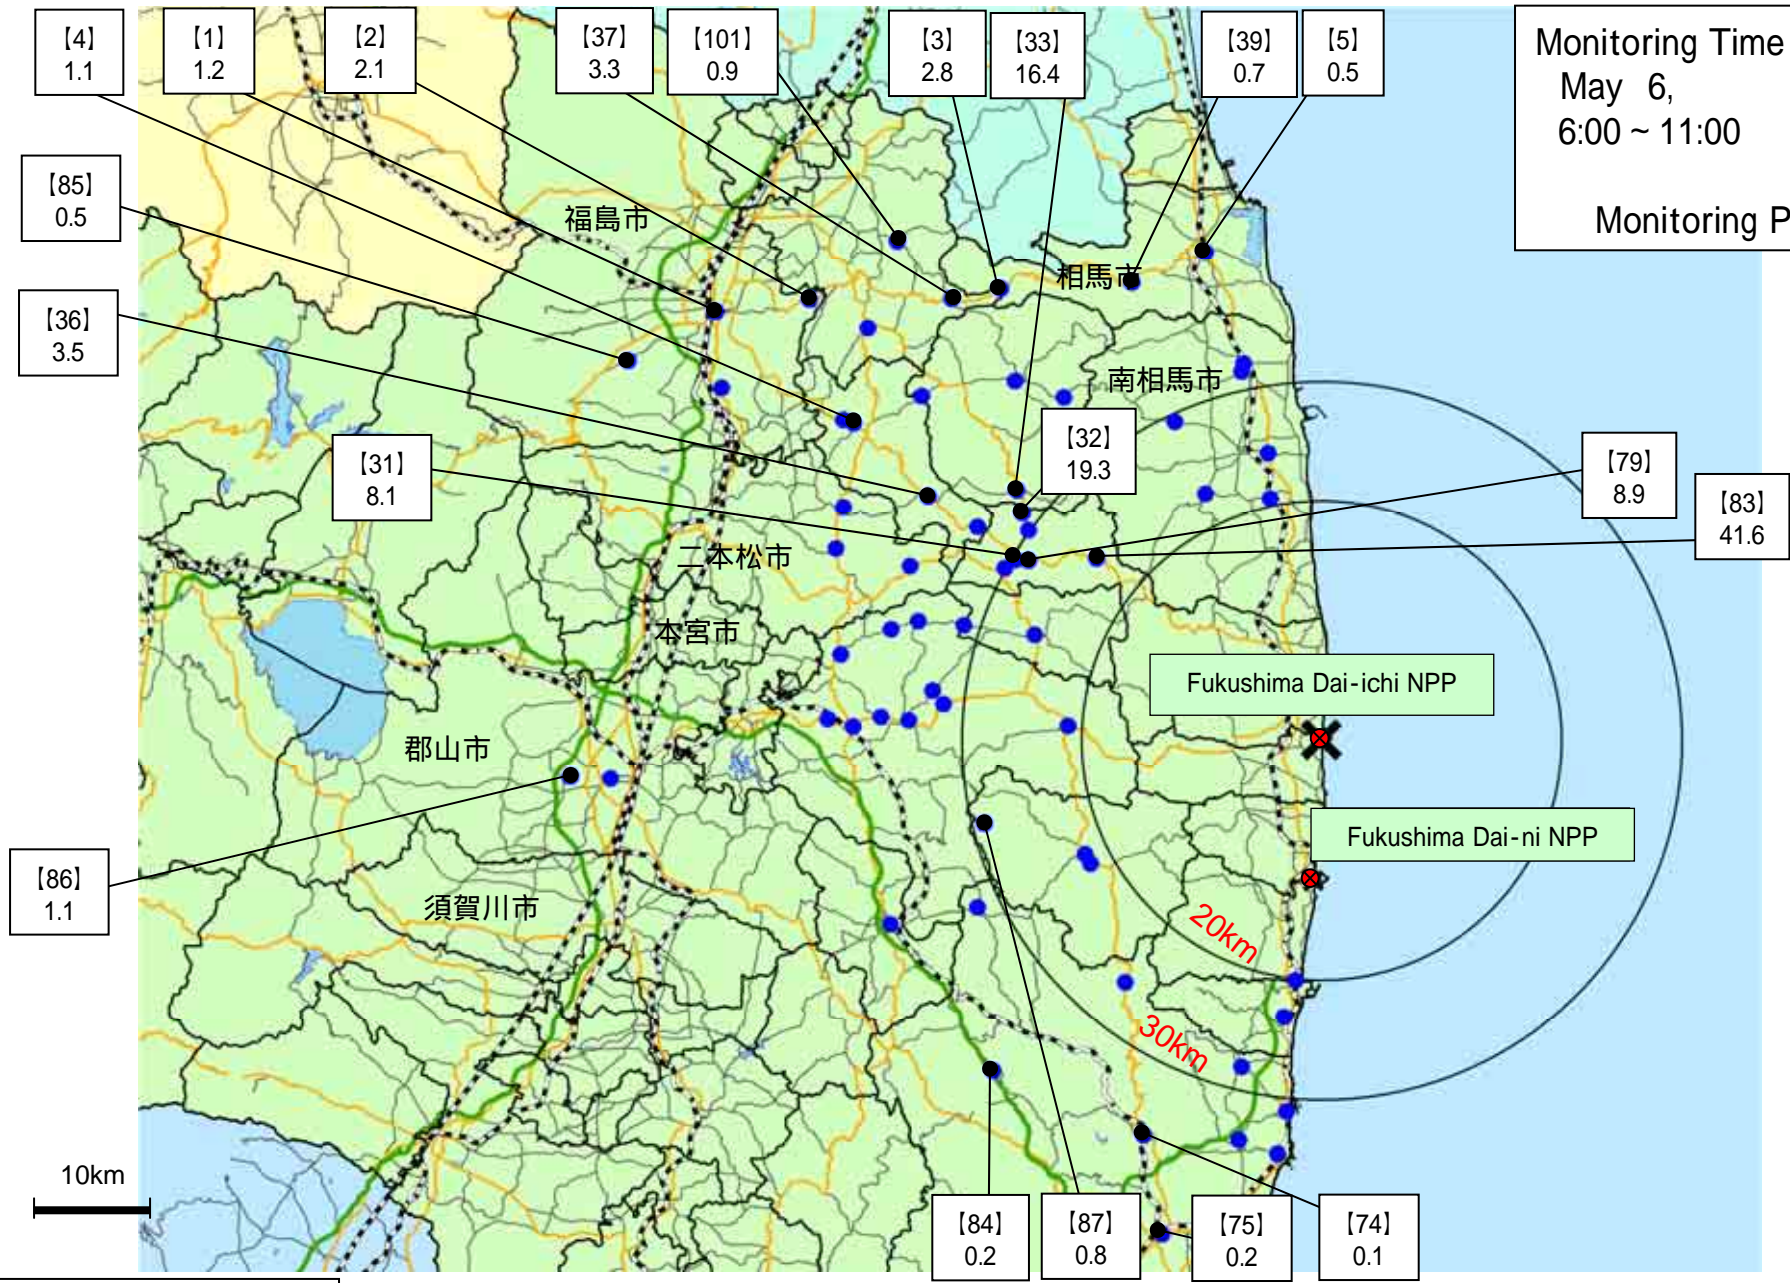 【4】
1.1
【1】
1.2
【2】
2.1
【37】
3.3
【101】
0.9
【3】
2.8
【33】
16.4
【39】
0.7
【5】
0.5
Monitoring Time
May 6,
6:00 ~ 11:00
Monitoring P
【85】
0.5
福島市
相馬市
【36】
3.5
南相馬市
【31】
8.1
【32】
19.3
【79】
8.9
【83】
41.6
二本松市
本宮市
Fukushima Dai-ichi NPP
郡山市
Fukushima Dai-ni NPP
【86】
1.1
須賀川市
20km
30km
10km
【84】
0.2
【87】
0.8
【75】
0.2
【74】
0.1